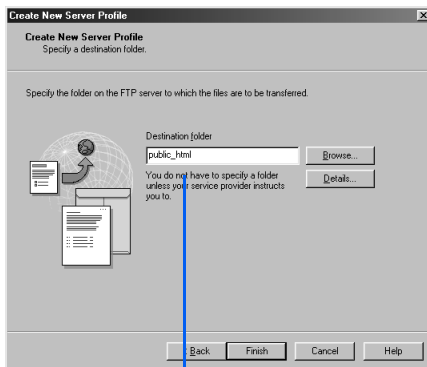 Create New Server Profile
Create New Server Profile
Specify a destination folder.
Specify the folder on the FTP server to which the files are to be transferred.
Destination folder
public_html
Browse...
You do not have to specify a folder
unless your service provider instructs
you to.
Details...
Back
Finish
Cancel
Help